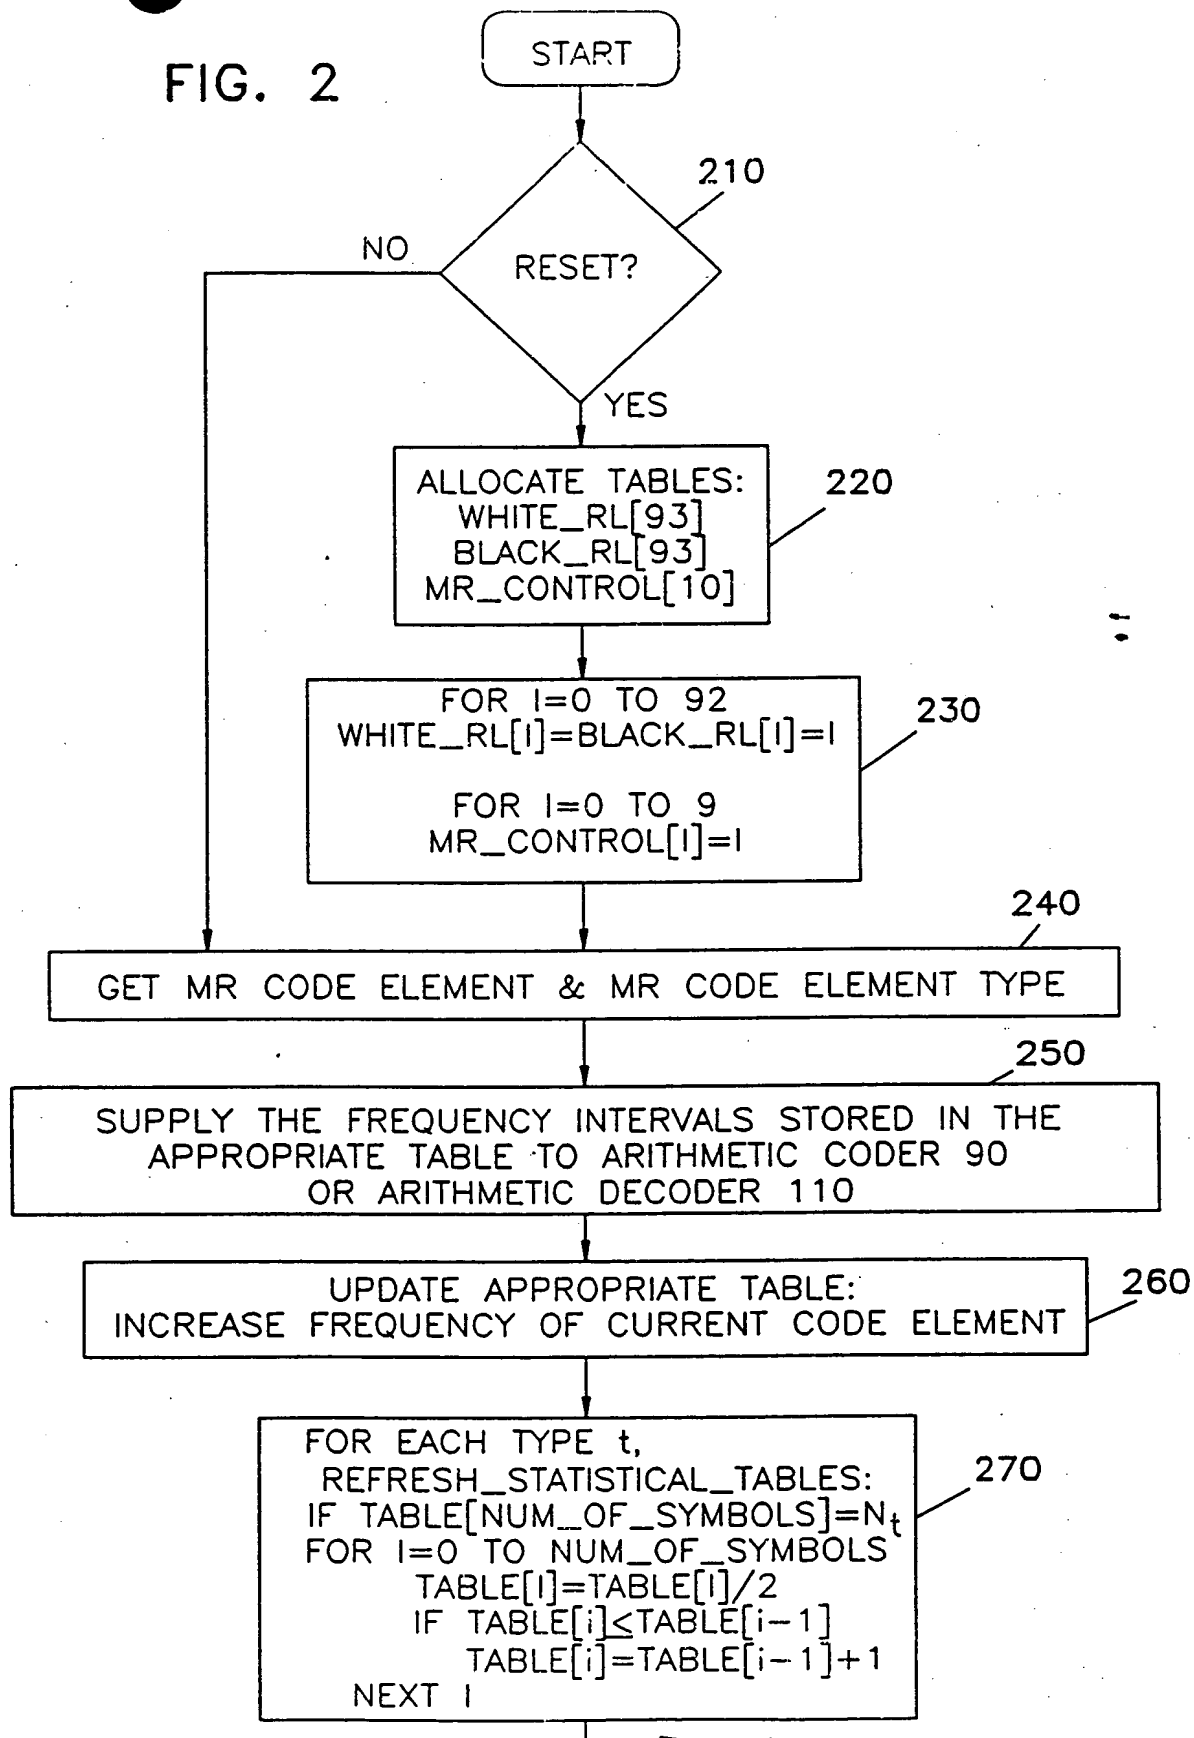 FIG. 2
START
210
NO
RESET?
YES
ALLOCATE TABLES:
220
WHITE_RL[93]
BLACK_RL[93]
MR_CONTROL[10]
FOR I=0 TO 92
230
WHITE_RL[I]=BLACK_RL[I]=I
FOR I=0 TO 9
MR_CONTROL[I]=I
240
GET MR CODE ELEMENT & MR CODE ELEMENT TYPE
250
SUPPLY THE FREQUENCY INTERVALS STORED IN THE
APPROPRIATE TABLE TO ARITHMETIC CODER 90
OR ARITHMETIC DECODER 110
UPDATE APPROPRIATE TABLE:
260
INCREASE FREQUENCY OF CURRENT CODE ELEMENT
FOR EACH TYPE t,
REFRESH_STATISTICAL_TABLES:
270
IF TABLE[NUM_OF_SYMBOLS]=Nt
FOR I=0 TO NUM_OF_SYMBOLS
TABLE[I]=TABLE[I]/2
IF TABLE[i]≤TABLE[i-1]
TABLE[i]=TABLE[i-1]+1
NEXT I